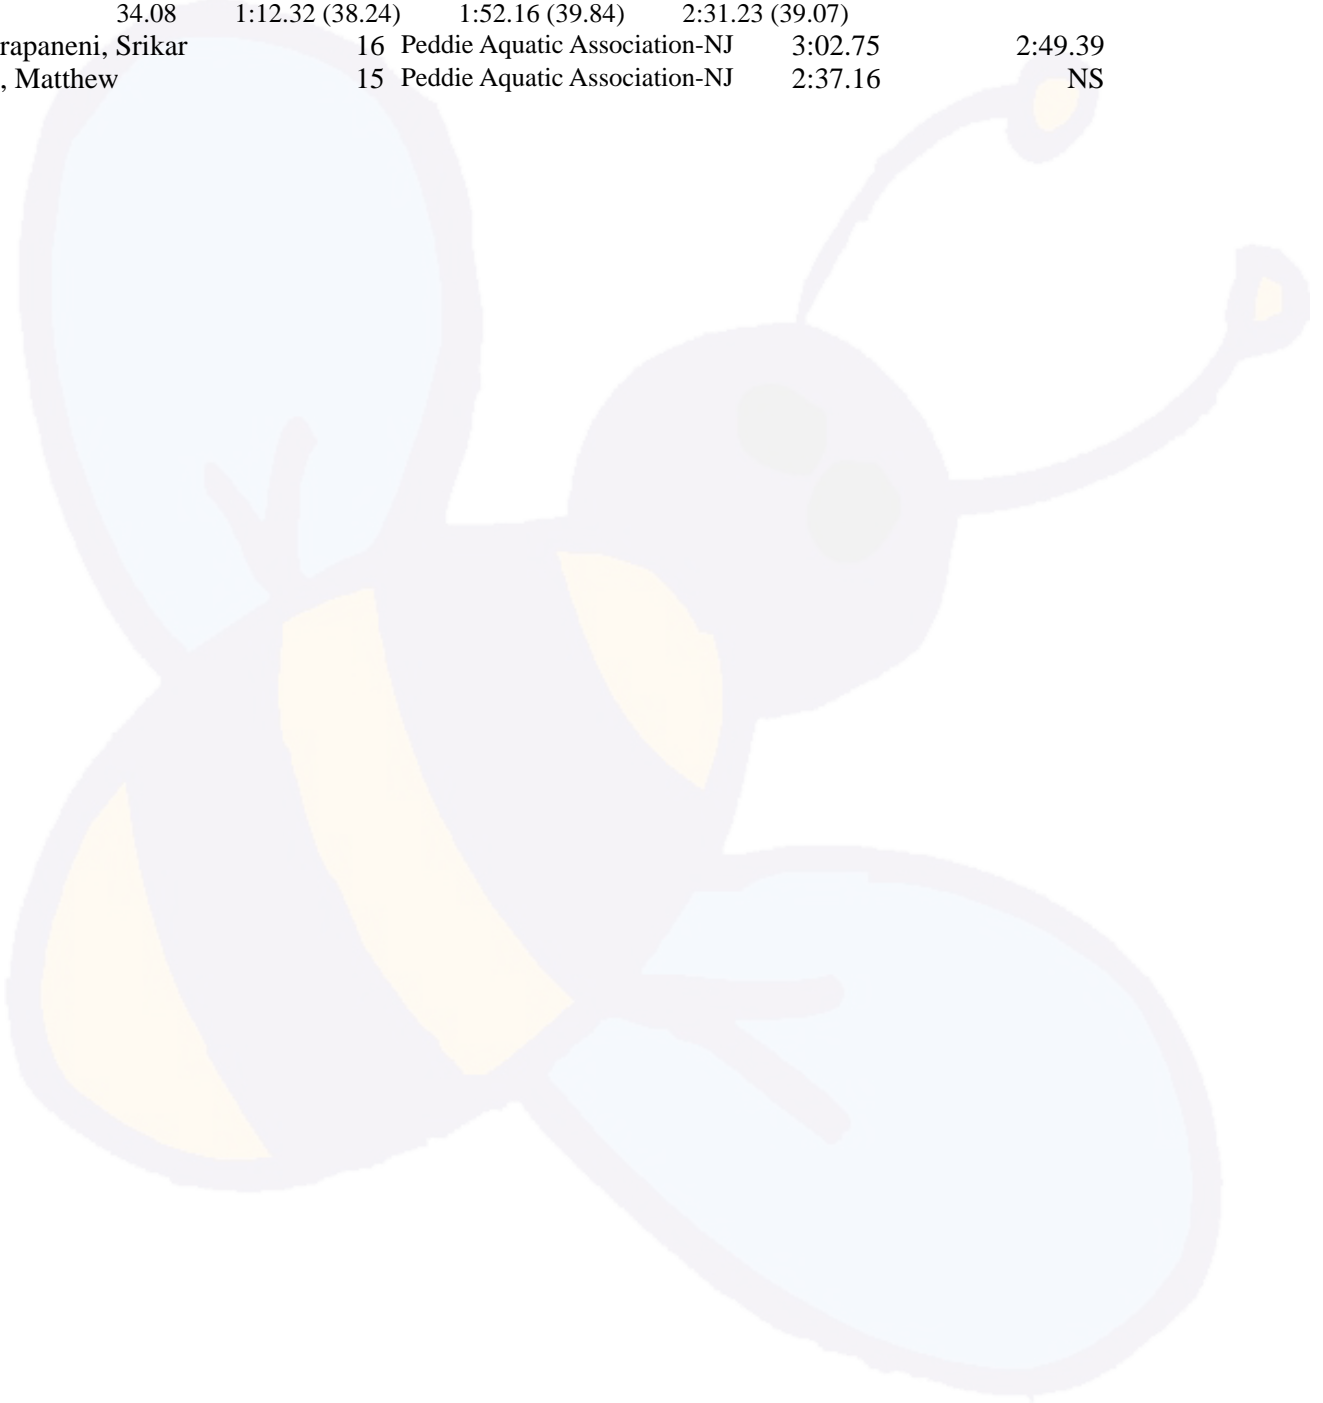 34.08 1:12.32 (38.24) 1:52.16 (39.84) 2:31.23 (39.07)
rapaneni, Srikar 16 Peddie Aquatic Association-NJ 3:02.75 2:49.39
, Matthew 15 Peddie Aquatic Association-NJ 2:37.16 NS